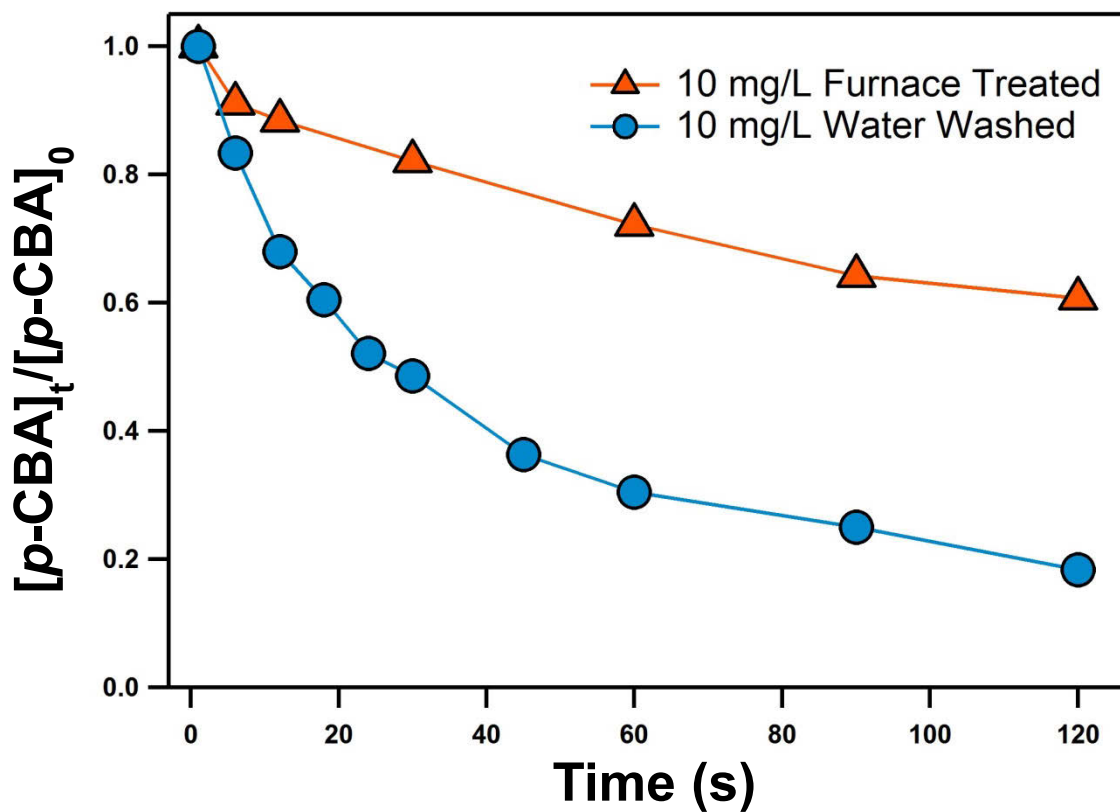 1.0
0.8
0.6
0.4
0.2
0.0
[p-CBA]t/[p-CBA]0
10 mg/L Furnace Treated
10 mg/L Water Washed
0 20 40 60 80 100 120
Time (s)